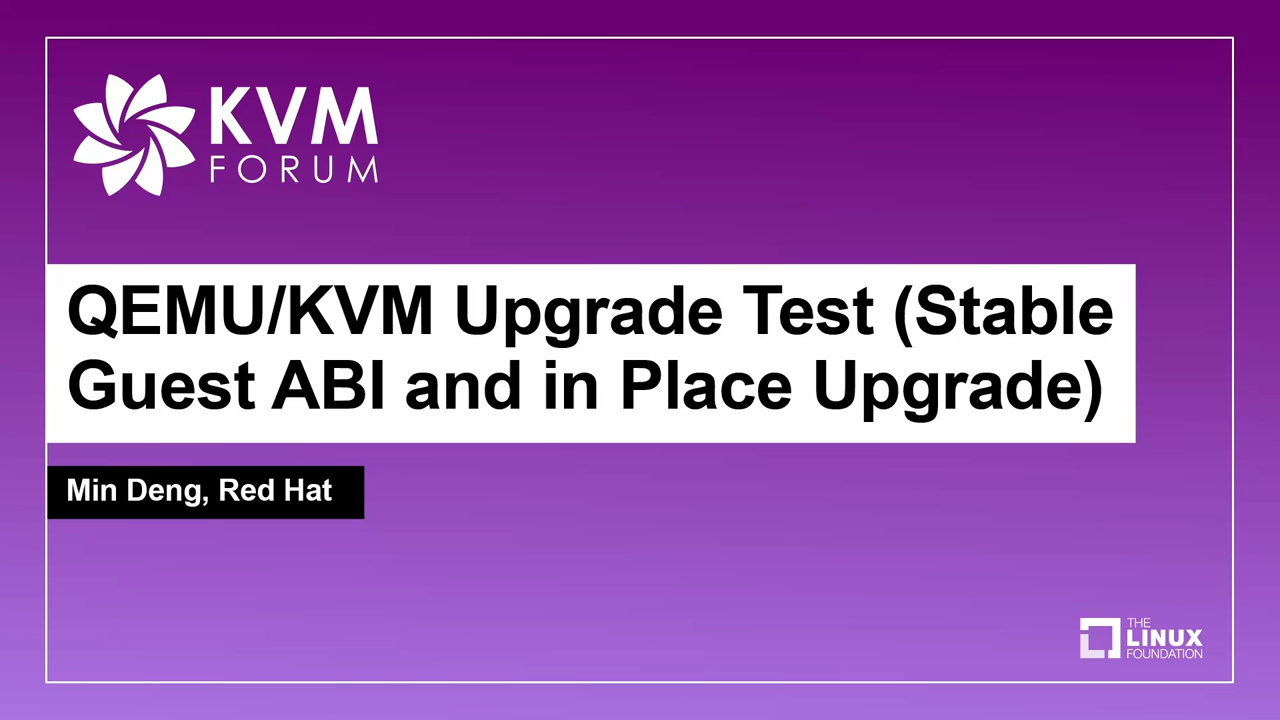 KVM
FORUM
QEMU/KVM Upgrade Test (Stable
Guest ABI and in Place Upgrade)
Min Deng, Red Hat
THE
LINUX
FOUNDATION